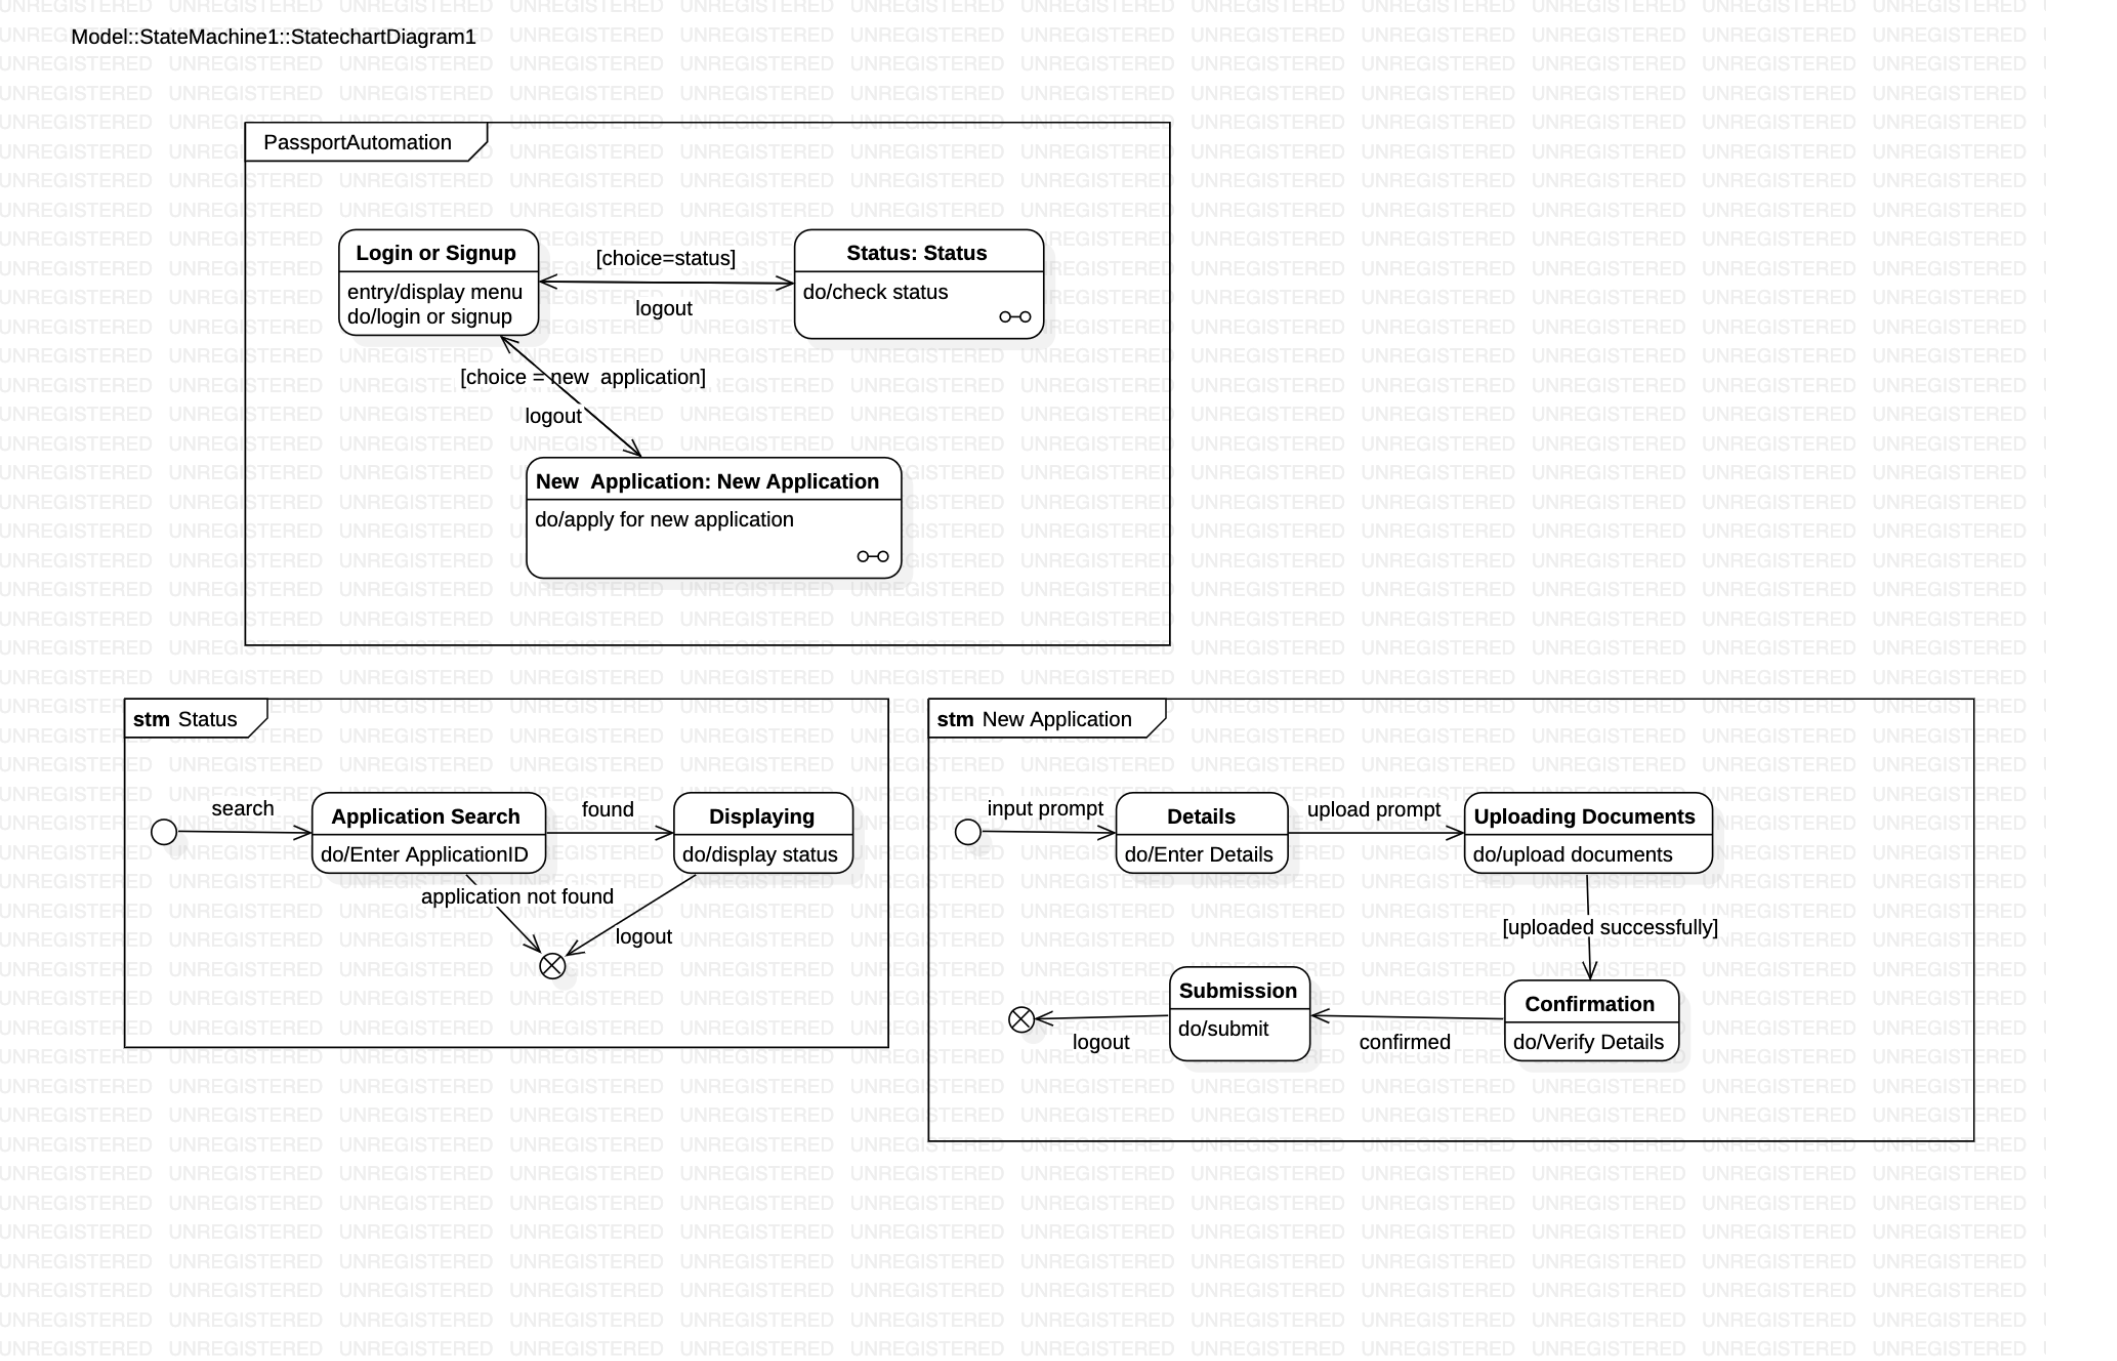 Model::StateMachine1::StatechartDiagram1
PassportAutomation
Login or Signup
entry/display menu
do/login or signup
[choice=status]
logout
Status: Status
do/check status
[choice = new  application]
logout
New  Application: New Application
do/apply for new application
stm Status
search
Application Search
do/Enter ApplicationID
found
Displaying
do/display status
application not found
logout
stm New Application
input prompt
Details
do/Enter Details
upload prompt
Uploading Documents
do/upload documents
[uploaded successfully]
Confirmation
do/Verify Details
confirmed
Submission
do/submit
logout
UNREGISTERED